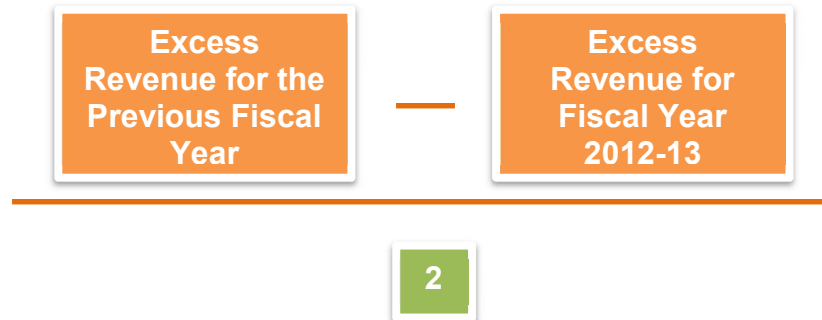 Excess
Revenue for the
Previous Fiscal
Year
—
Excess
Revenue for
Fiscal Year
2012-13
2